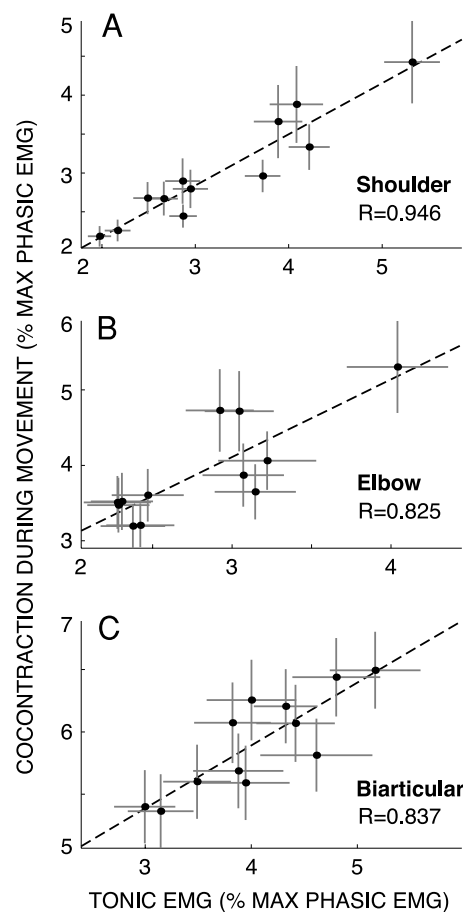 A
5
4
3
2
2
3
4
5
Shoulder
R=0.946
B
6
5
4
3
2
3
4
Elbow
R=0.825
C
7
6
5
3
4
5
Biarticular
R=0.837
COCONTRACTION DURING MOVEMENT (% MAX PHASIC EMG)
TONIC EMG (% MAX PHASIC EMG)